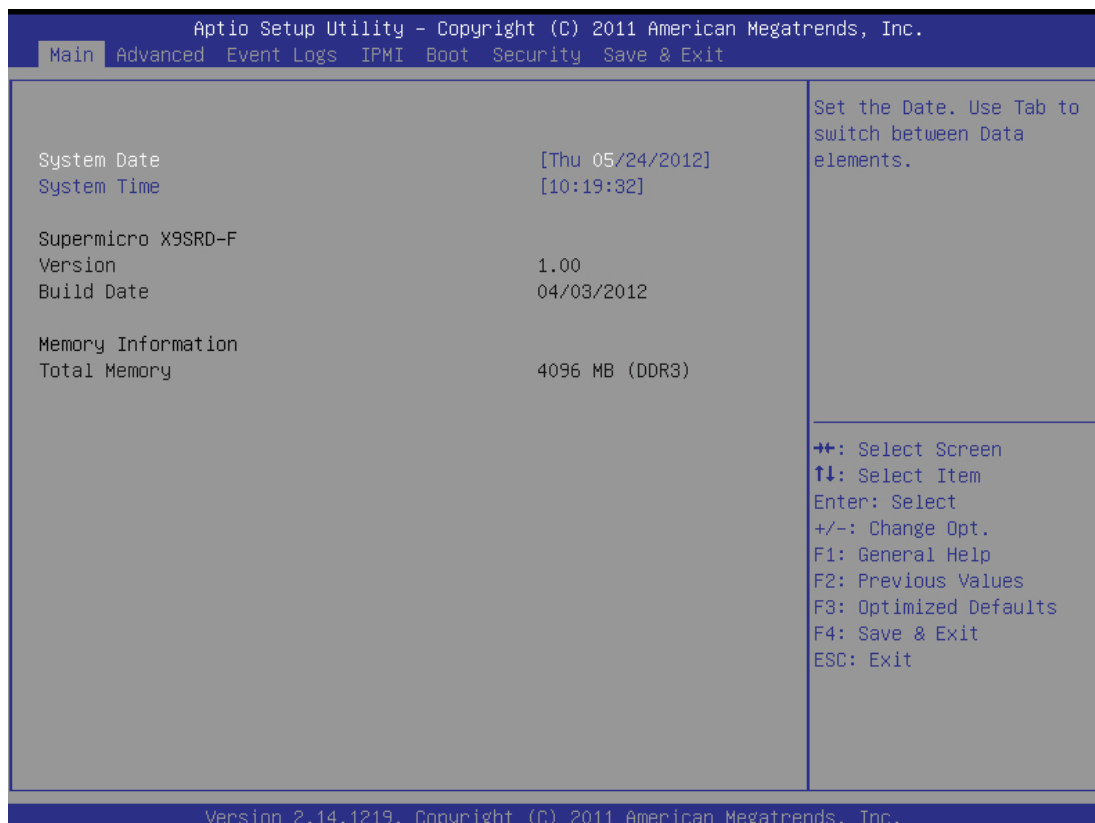 Aptio Setup Utility – Copyright (C) 2011 American Megatrends, Inc.
Main Advanced Event Logs IPMI Boot Security Save & Exit
System Date [Thu 05/24/2012]
System Time [10:19:32]
Supermicro X9SRD-F
Version 1.00
Build Date 04/03/2012
Memory Information
Total Memory 4096 MB (DDR3)
Set the Date. Use Tab to
switch between Data
elements.
→←: Select Screen
↑↓: Select Item
Enter: Select
+/-: Change Opt.
F1: General Help
F2: Previous Values
F3: Optimized Defaults
F4: Save & Exit
ESC: Exit
Version 2.14.1219. Copyright (C) 2011 American Megatrends, Inc.